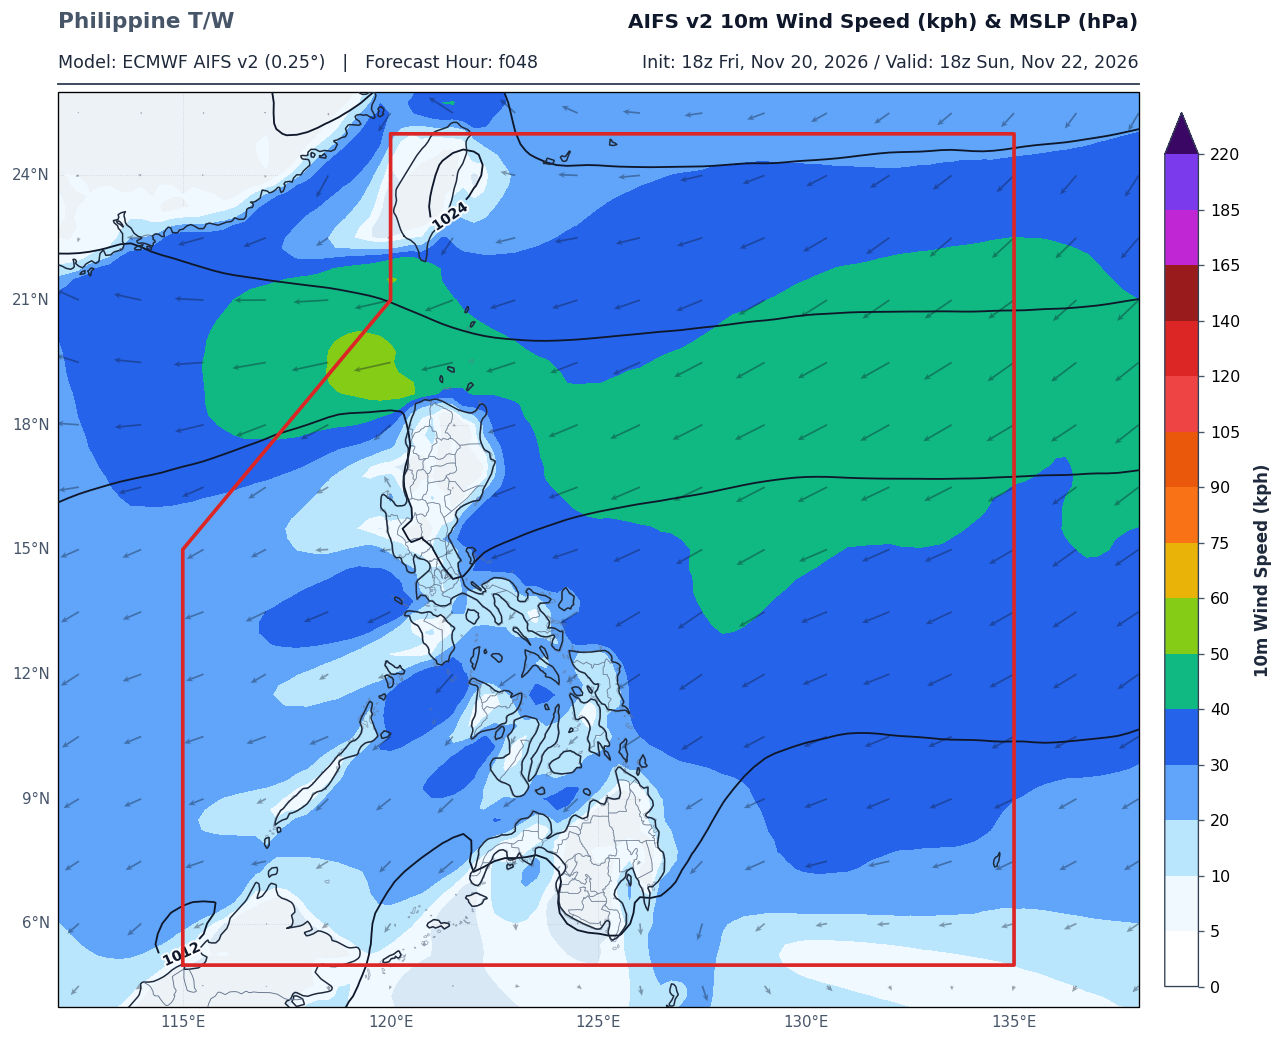 Philippine T/W
AIFS v2 10m Wind Speed (kph) & MSLP (hPa)
Model: ECMWF AIFS v2 (0.25°) | Forecast Hour: f048
Init: 18z Fri, Nov 20, 2026 / Valid: 18z Sun, Nov 22, 2026
24°N
21°N
18°N
15°N
12°N
9°N
6°N
1024
1012
115°E
120°E
125°E
130°E
135°E
220
185
165
140
120
105
90
75
60
50
40
30
20
10
5
0
10m Wind Speed (kph)